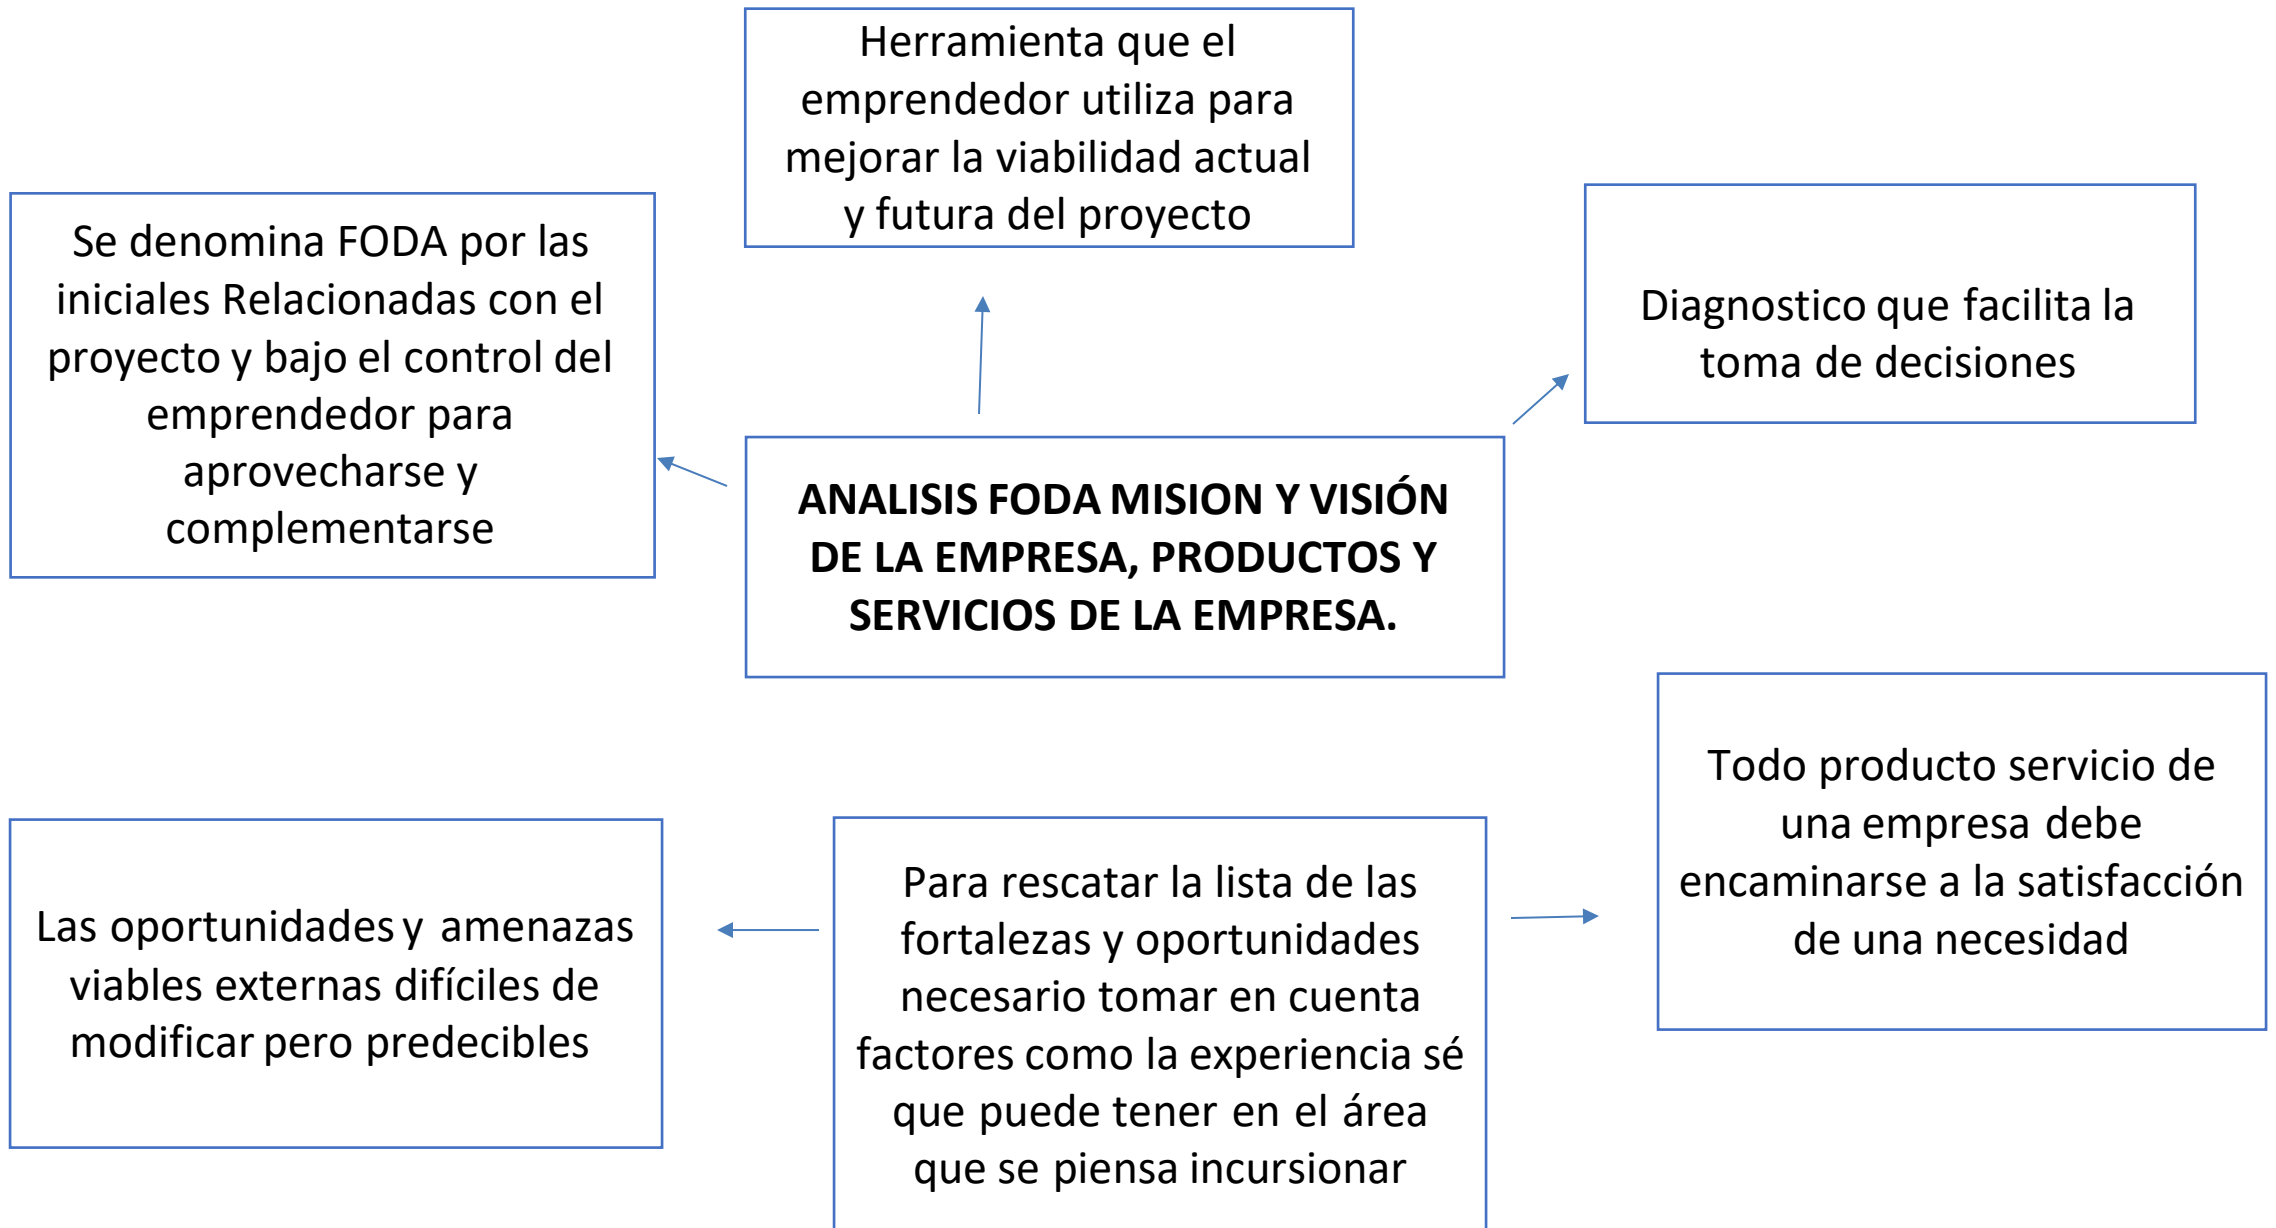 Herramienta que el
emprendedor utiliza para
mejorar la viabilidad actual
y futura del proyecto
Se denomina FODA por las
iniciales Relacionadas con el
proyecto y bajo el control del
emprendedor para
aprovecharse y
complementarse
Diagnostico que facilita la
toma de decisiones
ANALISIS FODA MISION Y VISIÓN
DE LA EMPRESA, PRODUCTOS Y
SERVICIOS DE LA EMPRESA.
Todo producto servicio de
una empresa debe
encaminarse a la satisfacción
de una necesidad
Las oportunidades y amenazas
viables externas difíciles de
modificar pero predecibles
Para rescatar la lista de las
fortalezas y oportunidades
necesario tomar en cuenta
factores como la experiencia sé
que puede tener en el área
que se piensa incursionar